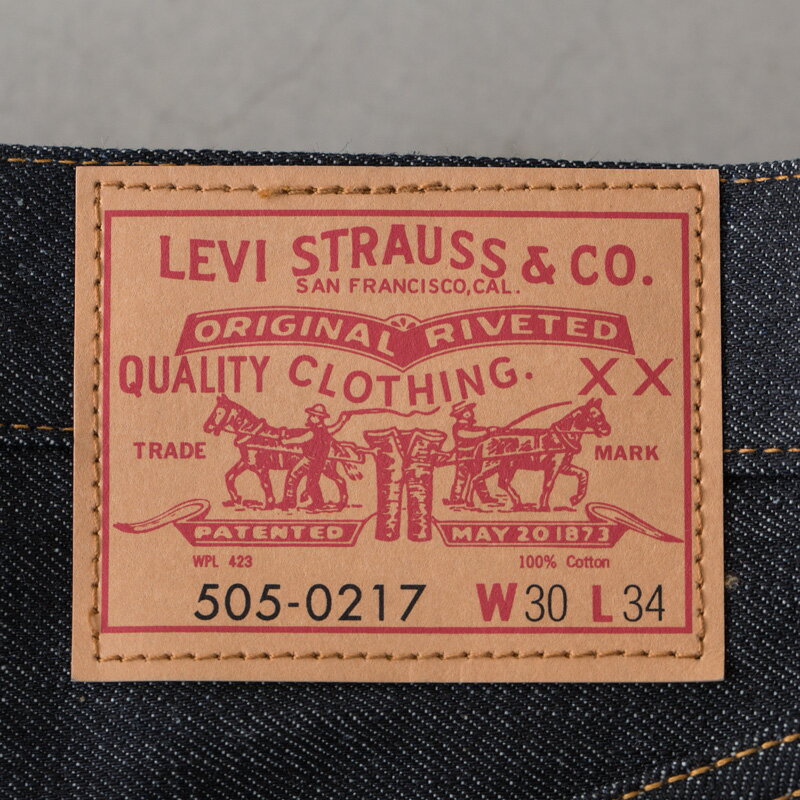 LEVI STRAUSS & CO.
SAN FRANCISCO, CAL.
ORIGINAL RIVETED
QUALITY CLOTHING. XX
TRADE MARK
PATENTED MAY 20 1873
WPL 423 100% Cotton
505-0217 W30 L34